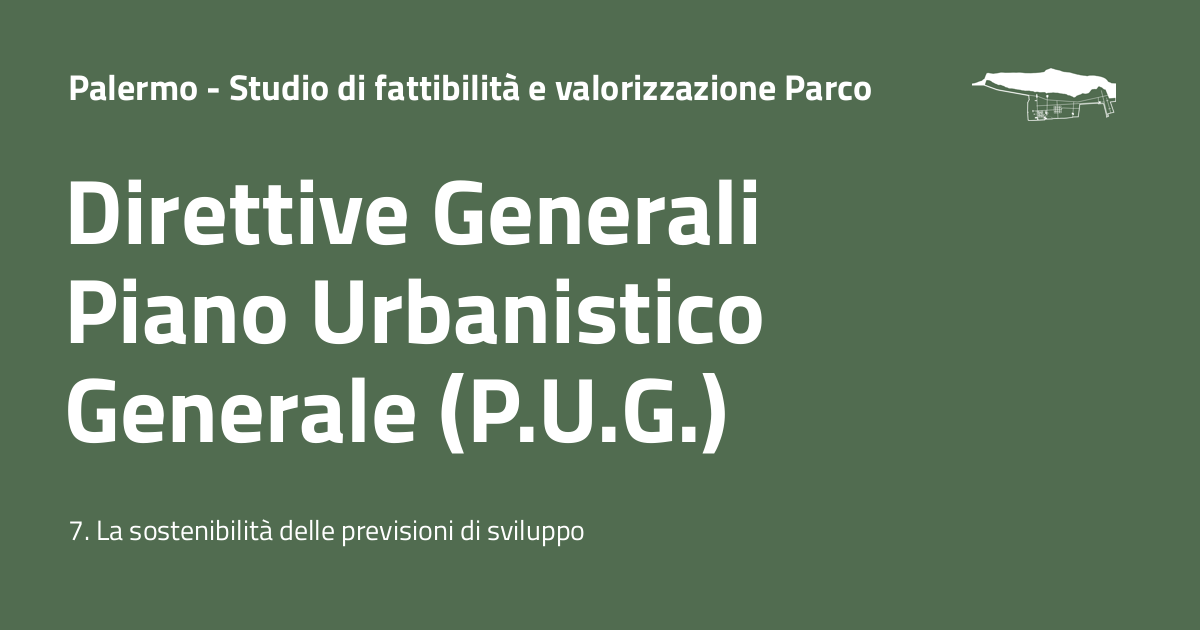 Palermo - Studio di fattibilità e valorizzazione Parco
Direttive Generali
Piano Urbanistico
Generale (P.U.G.)
7. La sostenibilità delle previsioni di sviluppo